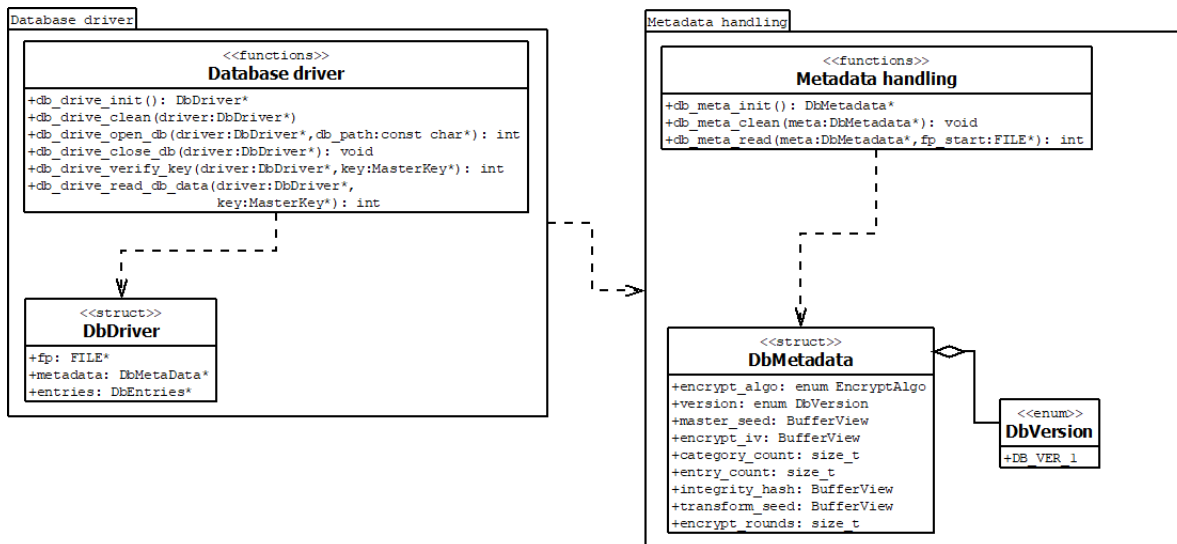 Database driver
<<functions>>
Database driver
+db_drive_init(): DbDriver*
+db_drive_clean(driver:DbDriver*)
+db_drive_open_db(driver:DbDriver*,db_path:const char*): int
+db_drive_close_db(driver:DbDriver*): void
+db_drive_verify_key(driver:DbDriver*,key:MasterKey*): int
+db_drive_read_db_data(driver:DbDriver*,
key:MasterKey*): int
<<struct>>
DbDriver
+fp: FILE*
+metadata: DbMetaData*
+entries: DbEntries*
Metadata handling
<<functions>>
Metadata handling
+db_meta_init(): DbMetadata*
+db_meta_clean(meta:DbMetadata*): void
+db_meta_read(meta:DbMetadata*,fp_start:FILE*): int
<<struct>>
DbMetadata
+encrypt_algo: enum EncryptAlgo
+version: enum DbVersion
+master_seed: BufferView
+encrypt_iv: BufferView
+category_count: size_t
+entry_count: size_t
+integrity_hash: BufferView
+transform_seed: BufferView
+encrypt_rounds: size_t
<<enum>>
DbVersion
+DB_VER_1